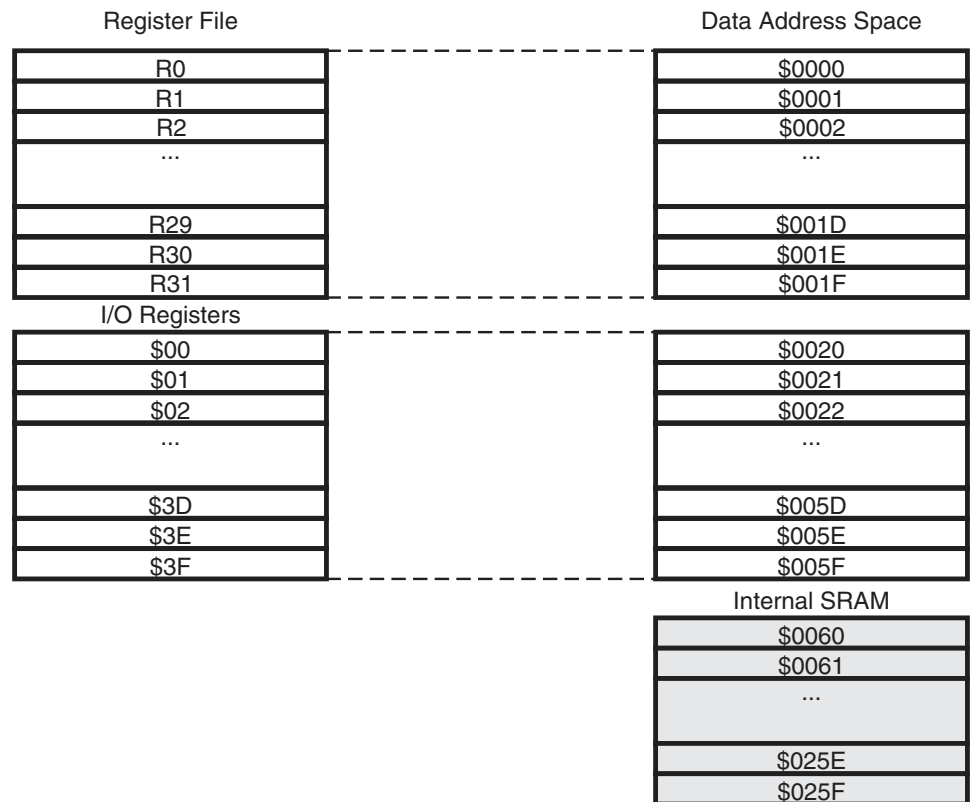 Register File
Data Address Space
R0
$0000
R1
$0001
R2
$0002
...
...
R29
$001D
R30
$001E
R31
$001F
I/O Registers
$00
$0020
$01
$0021
$02
$0022
...
...
$3D
$005D
$3E
$005E
$3F
$005F
Internal SRAM
$0060
$0061
...
$025E
$025F